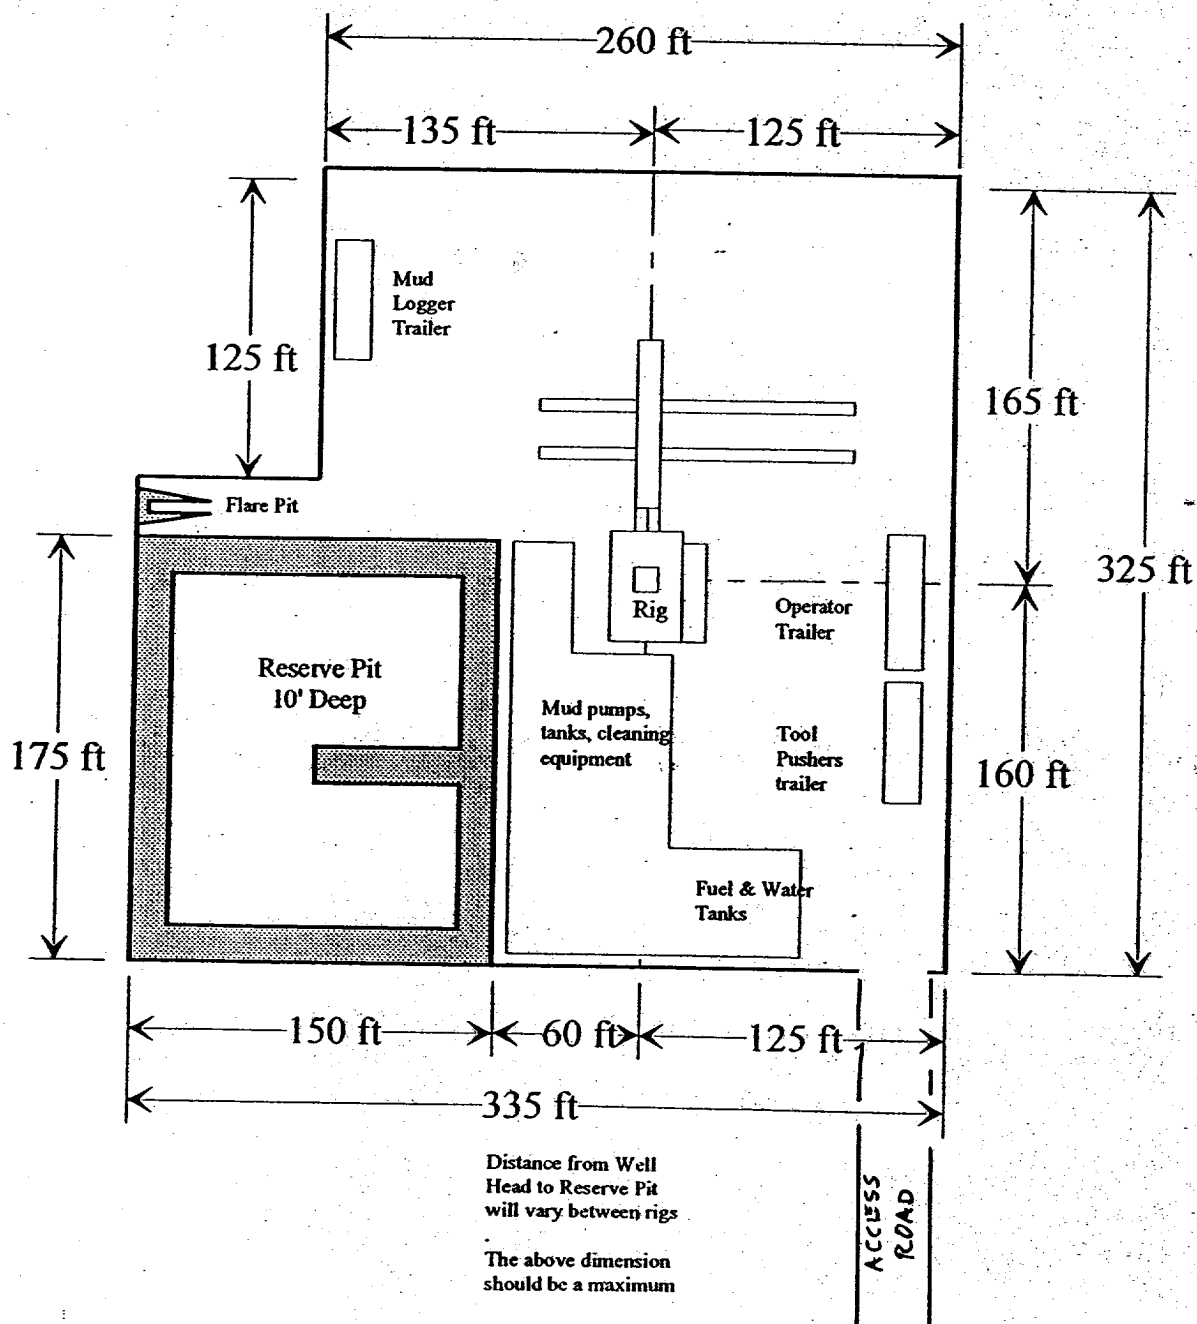 260 ft
135 ft
125 ft
Mud
Logger
Trailer
125 ft
165 ft
Flare Pit
325 ft
Rig
Operator
Trailer
Reserve Pit
10' Deep
Mud pumps,
tanks, cleaning
equipment
Tool
Pushers
trailer
175 ft
160 ft
Fuel & Water
Tanks
150 ft
60 ft
125 ft
335 ft
Distance from Well
Head to Reserve Pit
will vary between rigs
.
The above dimension
should be a maximum
ACCLESS
ROAD